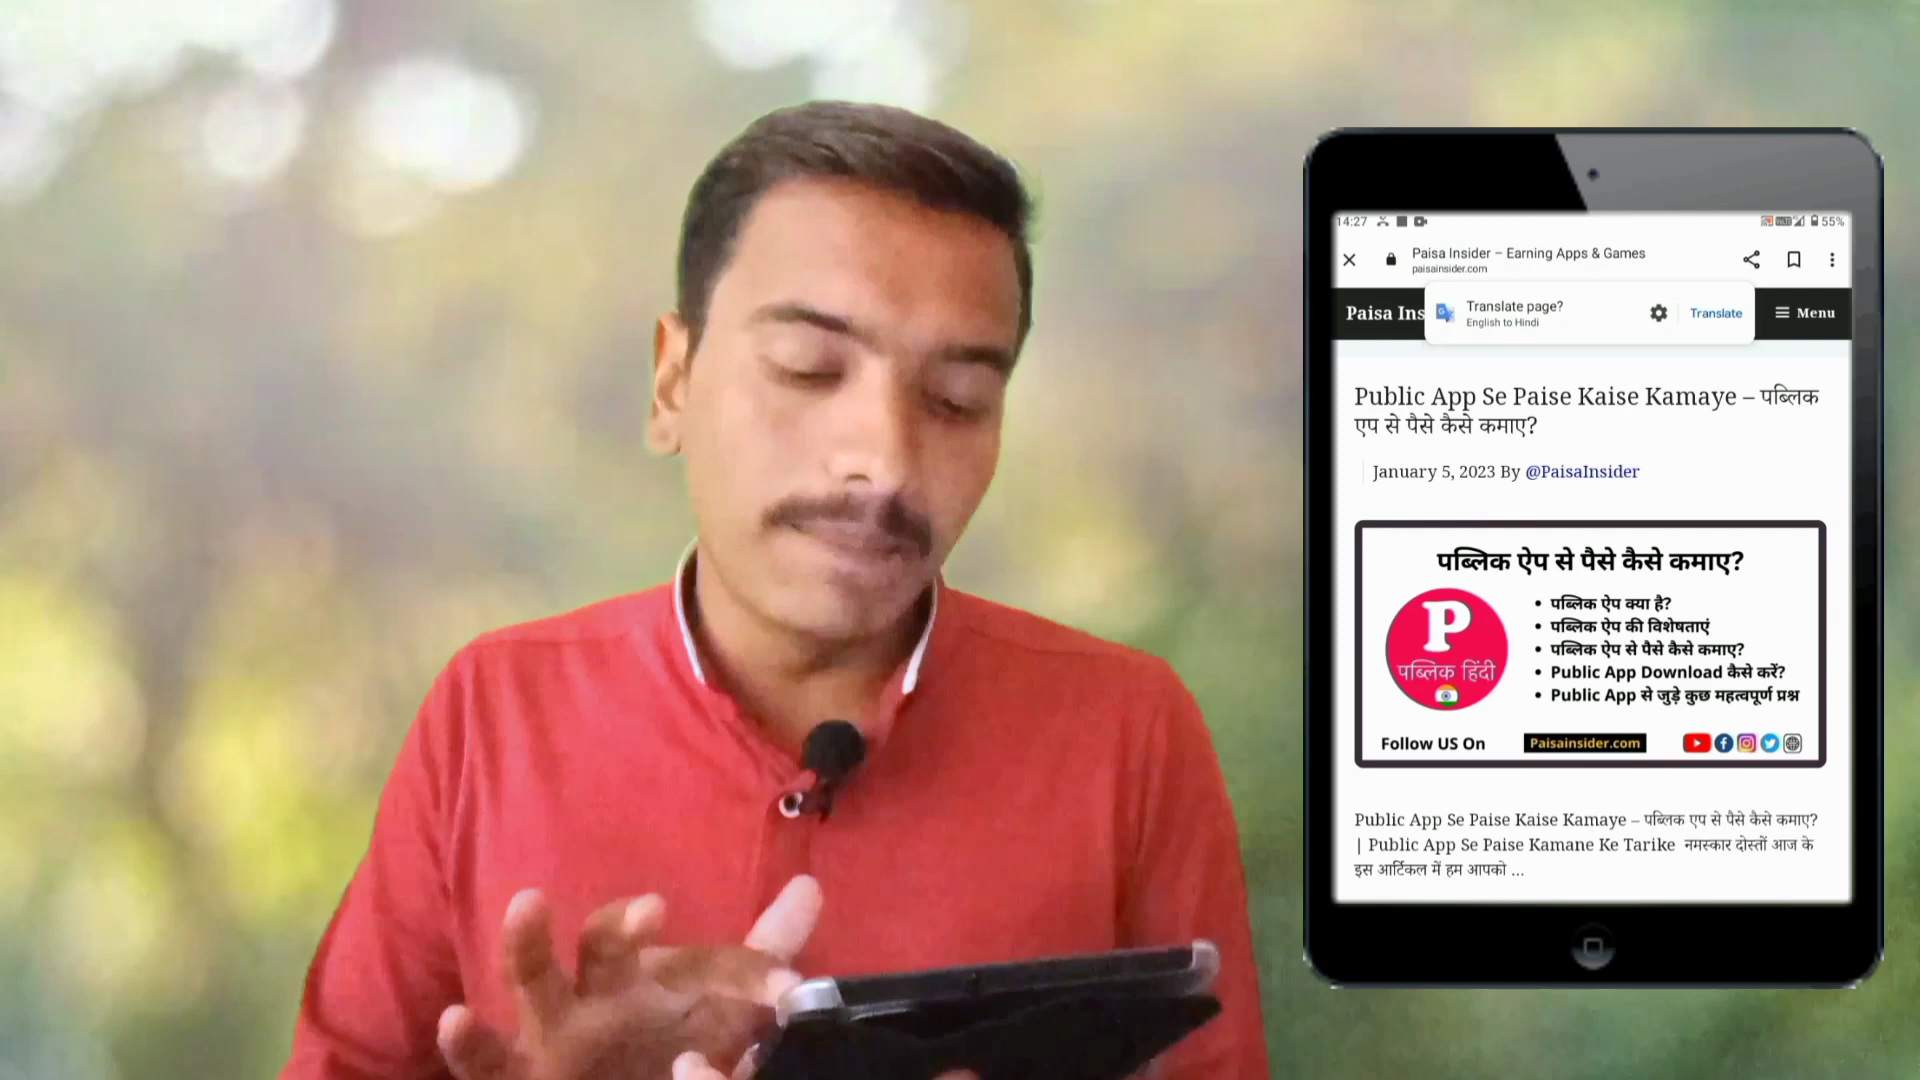 14:27
55%
Paisa Insider – Earning Apps & Games
paisainsider.com
Paisa Ins
Translate page?
English to Hindi
Translate
Menu
Public App Se Paise Kaise Kamaye – पब्लिक
एप से पैसे कैसे कमाए?
January 5, 2023 By @PaisaInsider
पब्लिक ऐप से पैसे कैसे कमाए?
P
पब्लिक हिंदी
• पब्लिक ऐप क्या है?
• पब्लिक ऐप की विशेषताएं
• पब्लिक ऐप से पैसे कैसे कमाए?
• Public App Download कैसे करें?
• Public App से जुड़े कुछ महत्वपूर्ण प्रश्न
Follow US On
Paisainsider.com
Public App Se Paise Kaise Kamaye – पब्लिक एप से पैसे कैसे कमाए?
| Public App Se Paise Kamane Ke Tarike नमस्कार दोस्तों आज के
इस आर्टिकल में हम आपको ...